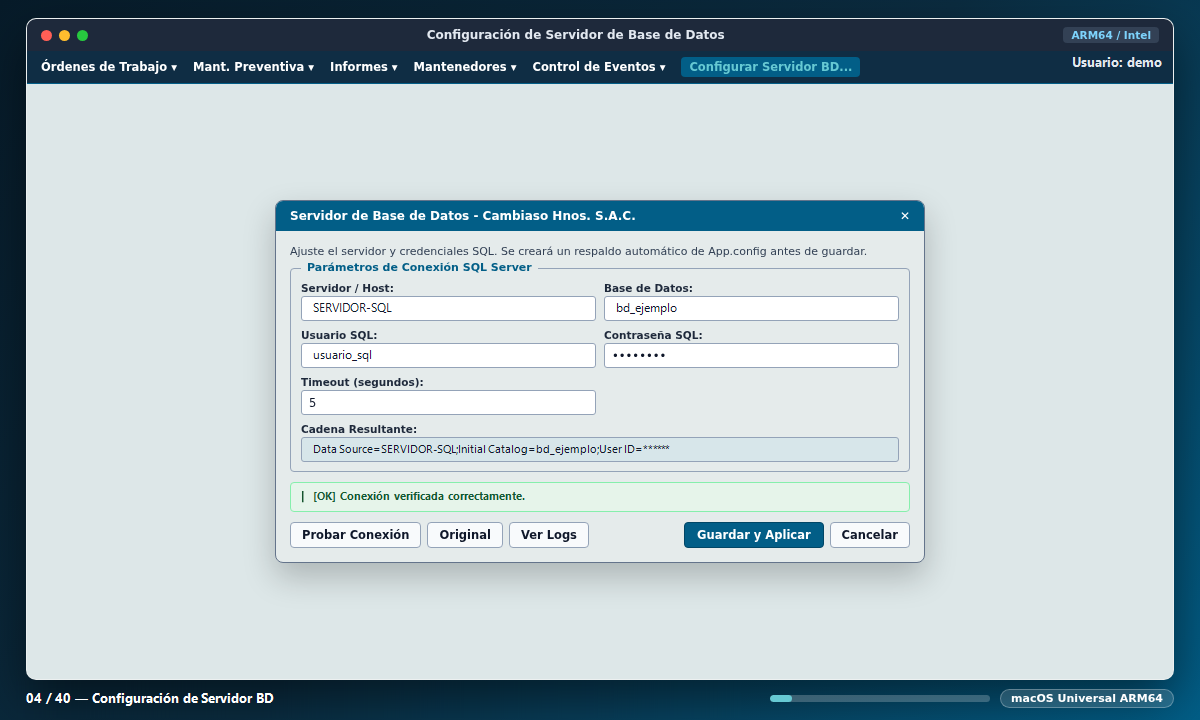 Configuración de Servidor de Base de Datos
ARM64 / Intel
Órdenes de Trabajo ▾ Mant. Preventiva ▾ Informes ▾ Mantenedores ▾ Control de Eventos ▾ Configurar Servidor BD... Usuario: demo
Servidor de Base de Datos - Cambiaso Hnos. S.A.C. ×
Ajuste el servidor y credenciales SQL. Se creará un respaldo automático de App.config antes de guardar.
Parámetros de Conexión SQL Server
Servidor / Host: Base de Datos:
SERVIDOR-SQL bd_ejemplo
Usuario SQL: Contraseña SQL:
usuario_sql ••••••••
Timeout (segundos):
5
Cadena Resultante:
Data Source=SERVIDOR-SQL;Initial Catalog=bd_ejemplo;User ID=******
| [OK] Conexión verificada correctamente.
Probar Conexión Original Ver Logs Guardar y Aplicar Cancelar
04 / 40 — Configuración de Servidor BD macOS Universal ARM64